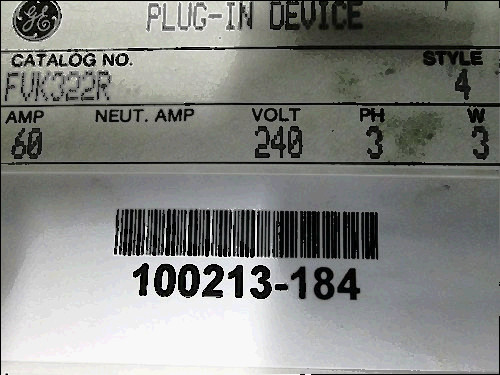 GE
PLUG-IN DEVICE
CATALOG NO. STYLE
FVK322R 4
AMP NEUT. AMP VOLT PH W
60 240 3 3
100213-184